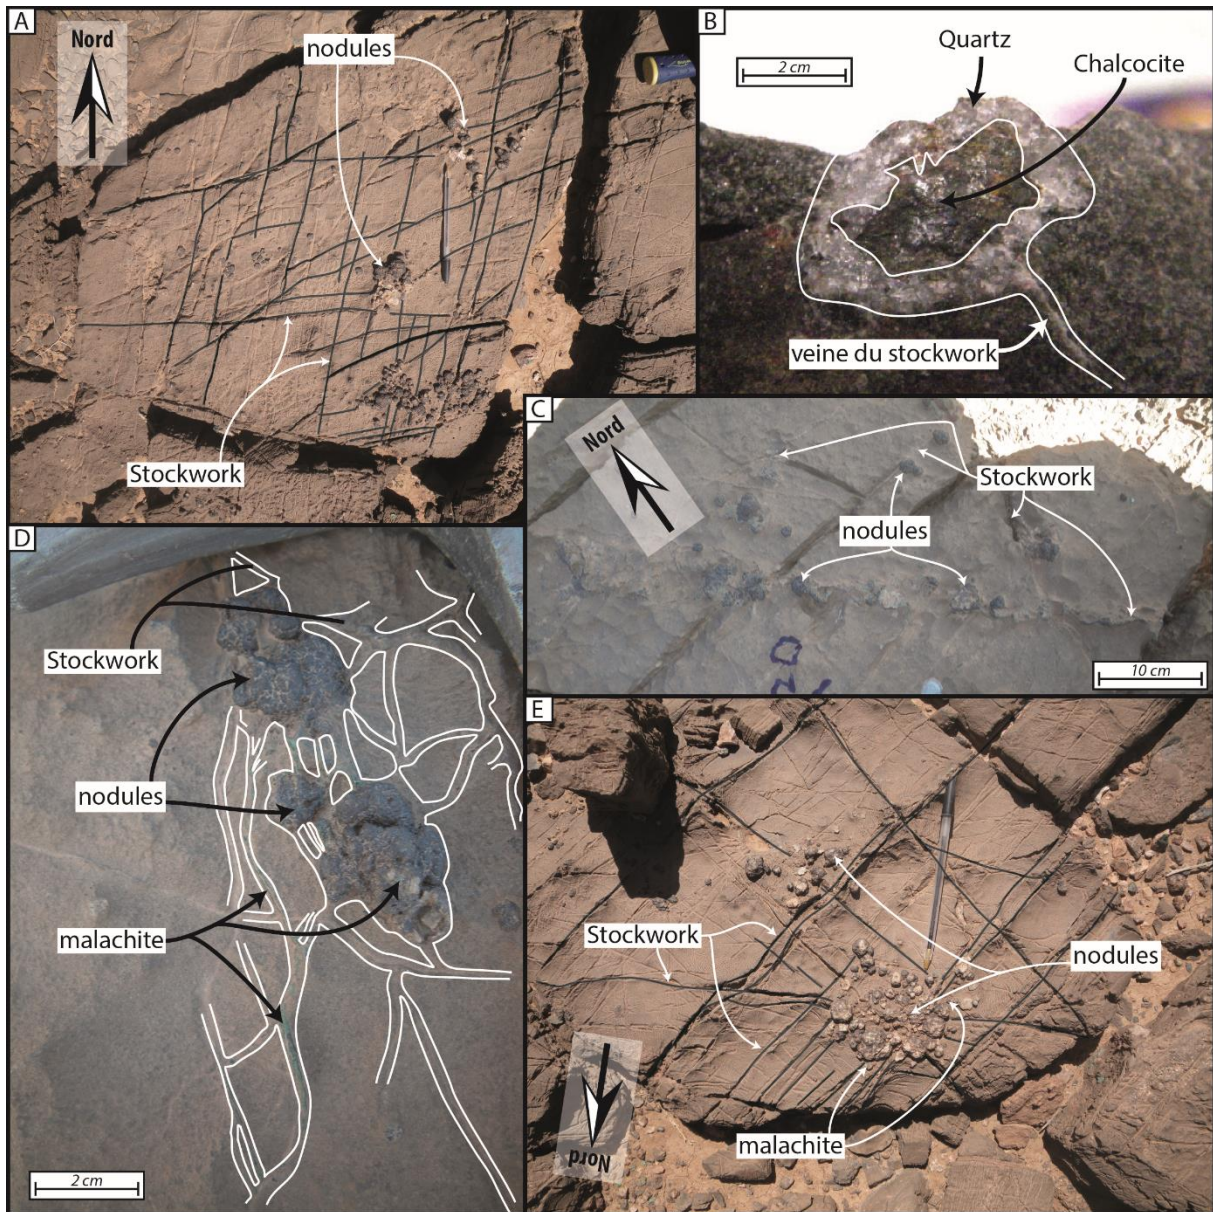 A
Nord
nodules
Stockwork
B
2 cm
Quartz
Chalcocite
veine du stockwork
C
Nord
Stockwork
nodules
10 cm
D
Stockwork
nodules
malachite
2 cm
E
Stockwork
nodules
malachite
Nord